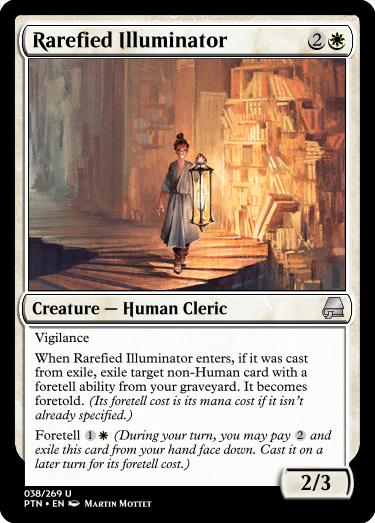 Rarefied Illuminator 2
Creature — Human Cleric
Vigilance
When Rarefied Illuminator enters, if it was cast
from exile, exile target non-Human card with a
foretell ability from your graveyard. It becomes
foretold. (Its foretell cost is its mana cost if it isn't
already specified.)
Foretell 1 (During your turn, you may pay 2 and
exile this card from your hand face down. Cast it on
a later turn for its foretell cost.)
2/3
038/269 U
PTN • EN Martin Mottet